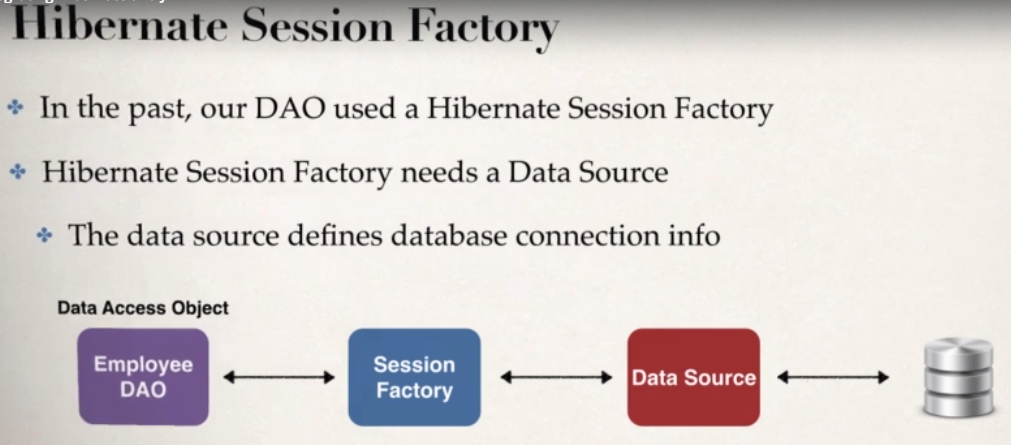 Hibernate Session Factory
In the past, our DAO used a Hibernate Session Factory
Hibernate Session Factory needs a Data Source
The data source defines database connection info
Data Access Object
Employee
DAO
Session
Factory
Data Source